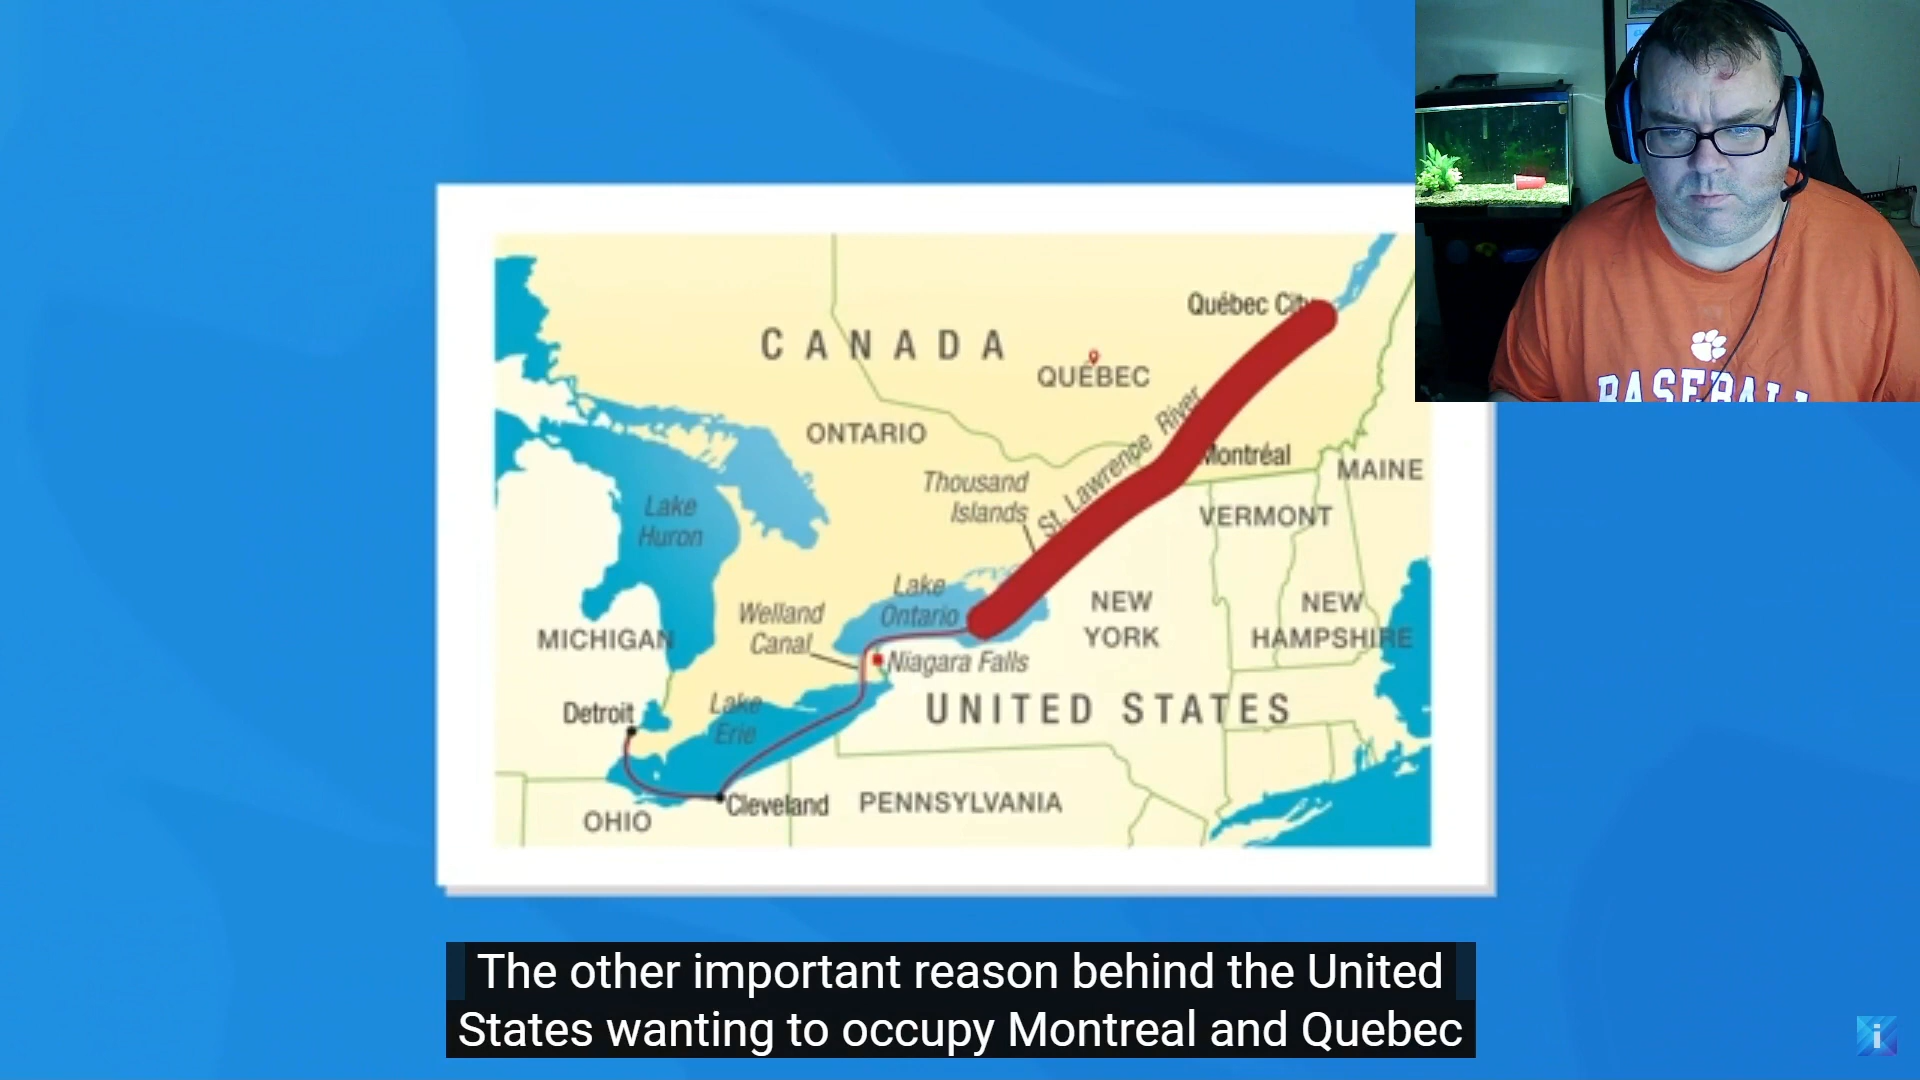 Québec City
CANADA
QUÉBEC
ONTARIO
St. Lawrence River
Montréal
MAINE
Thousand
Islands
VERMONT
Lake
Huron
Lake
Ontario
NEW
YORK
NEW
HAMPSHIRE
Welland
Canal
MICHIGAN
Niagara Falls
Detroit
Lake
Erie
UNITED STATES
Cleveland
PENNSYLVANIA
OHIO
BASEBALL
The other important reason behind the United
States wanting to occupy Montreal and Quebec
i